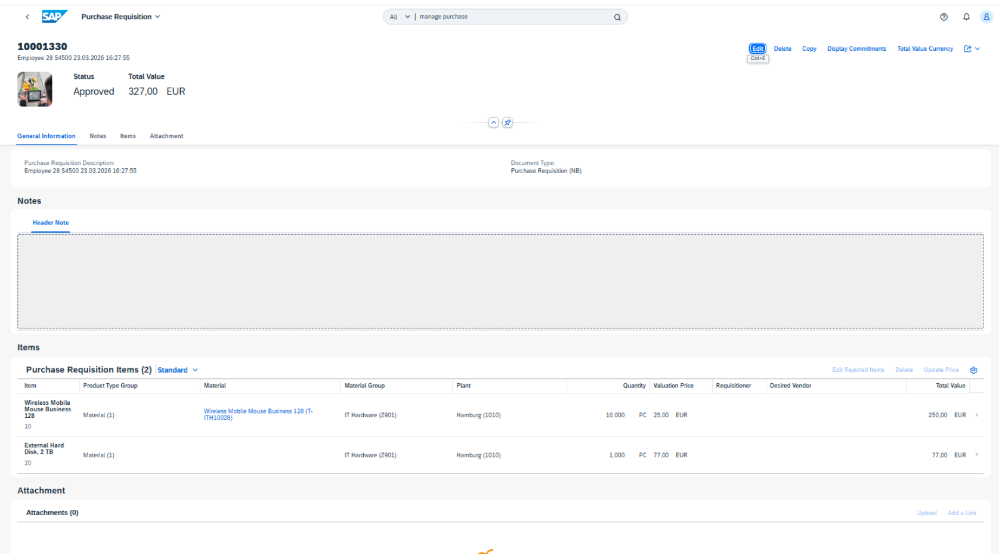 SAP
Purchase Requisition
All
manage purchase
10001330
Employee 28 S4500 23.03.2026 16:27:55
Edit
Delete
Copy
Display Commitments
Total Value Currency
Ctrl+E
Status
Total Value
Approved
327,00 EUR
General Information
Notes
Items
Attachment
Purchase Requisition Description:
Employee 28 S4500 23.03.2026 16:27:55
Document Type:
Purchase Requisition (NB)
Notes
Header Note
Items
Purchase Requisition Items (2)
Standard
Edit Rejected Items
Delete
Update Price
Item
Product Type Group
Material
Material Group
Plant
Quantity
Valuation Price
Requisitioner
Desired Vendor
Total Value
Wireless Mobile
Mouse Business
128
10
Material (1)
Wireless Mobile Mouse Business 128 (T-
ITH10028)
IT Hardware (Z901)
Hamburg (1010)
10,000 PC
25,00 EUR
250,00 EUR
External Hard
Disk, 2 TB
20
Material (1)
IT Hardware (Z901)
Hamburg (1010)
1,000 PC
77,00 EUR
77,00 EUR
Attachment
Attachments (0)
Upload
Add a Link